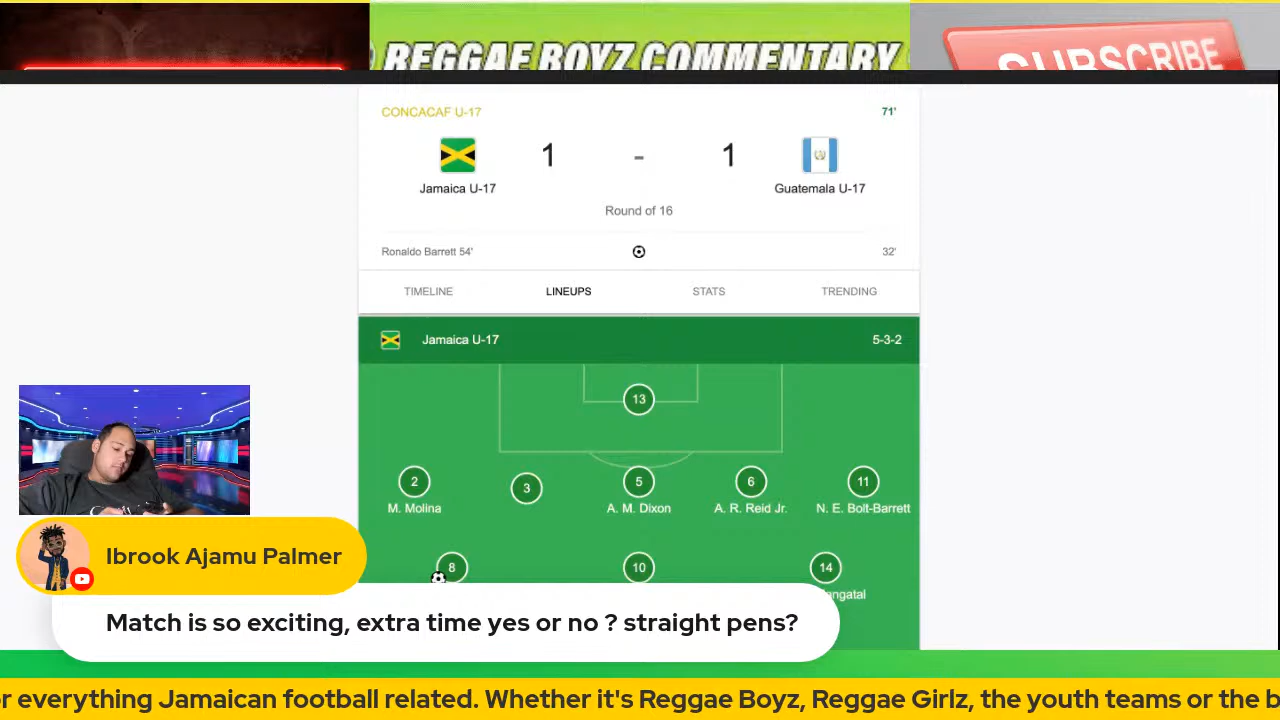 REGGAE BOYZ COMMENTARY
SUBSCRIBE
CONCACAF U-17
71'
1 - 1
Jamaica U-17
Guatemala U-17
Round of 16
Ronaldo Barrett 54'
32'
TIMELINE
LINEUPS
STATS
TRENDING
Jamaica U-17
5-3-2
13
2
3
5
6
11
M. Molina
A. M. Dixon
A. R. Reid Jr.
N. E. Bolt-Barrett
8
10
14
angatal
Ibrook Ajamu Palmer
Match is so exciting, extra time yes or no ? straight pens?
r everything Jamaican football related. Whether it's Reggae Boyz, Reggae Girlz, the youth teams or the b